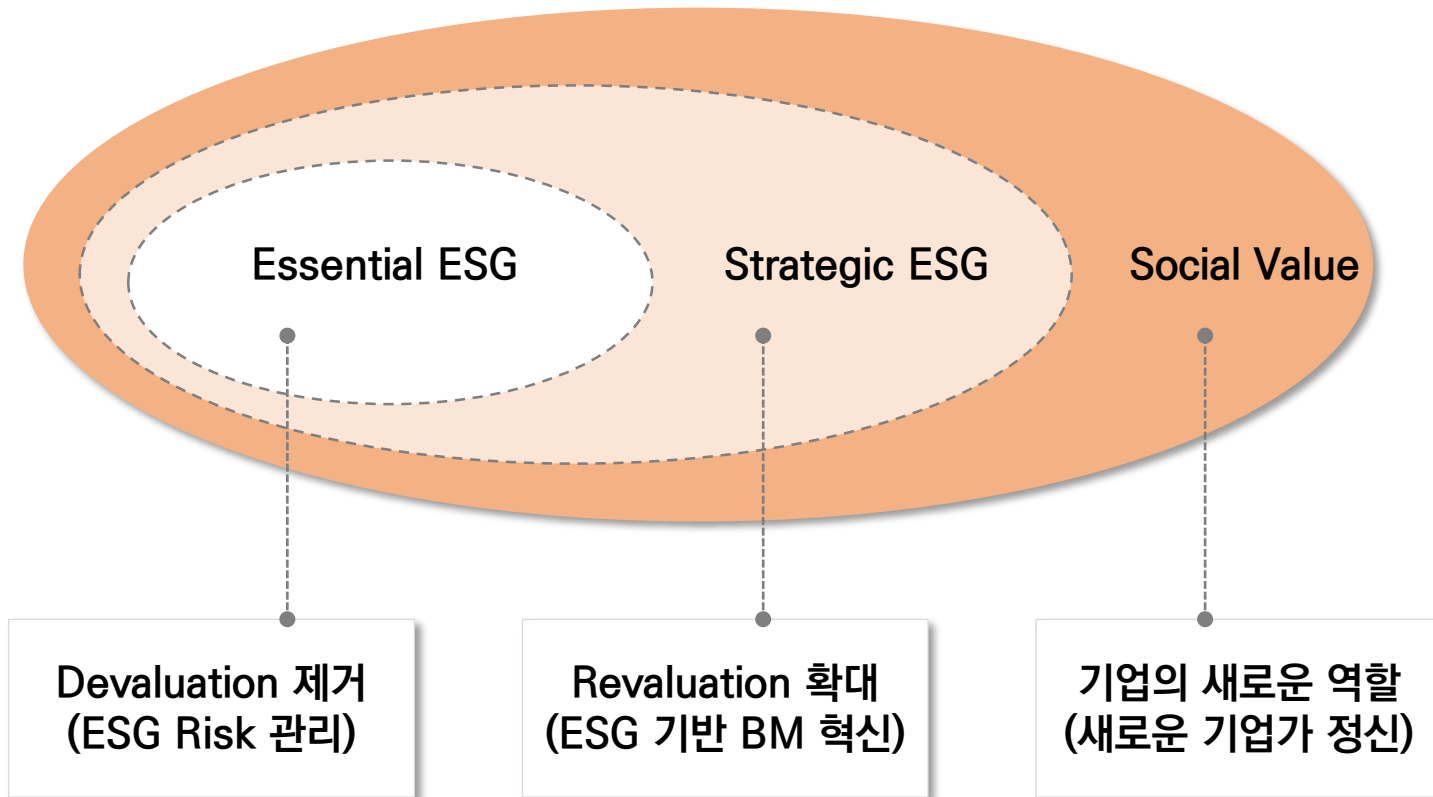 Essential ESG
Strategic ESG
Social Value
Devaluation 제거
(ESG Risk 관리)
Revaluation 확대
(ESG 기반 BM 혁신)
기업의 새로운 역할
(새로운 기업가 정신)